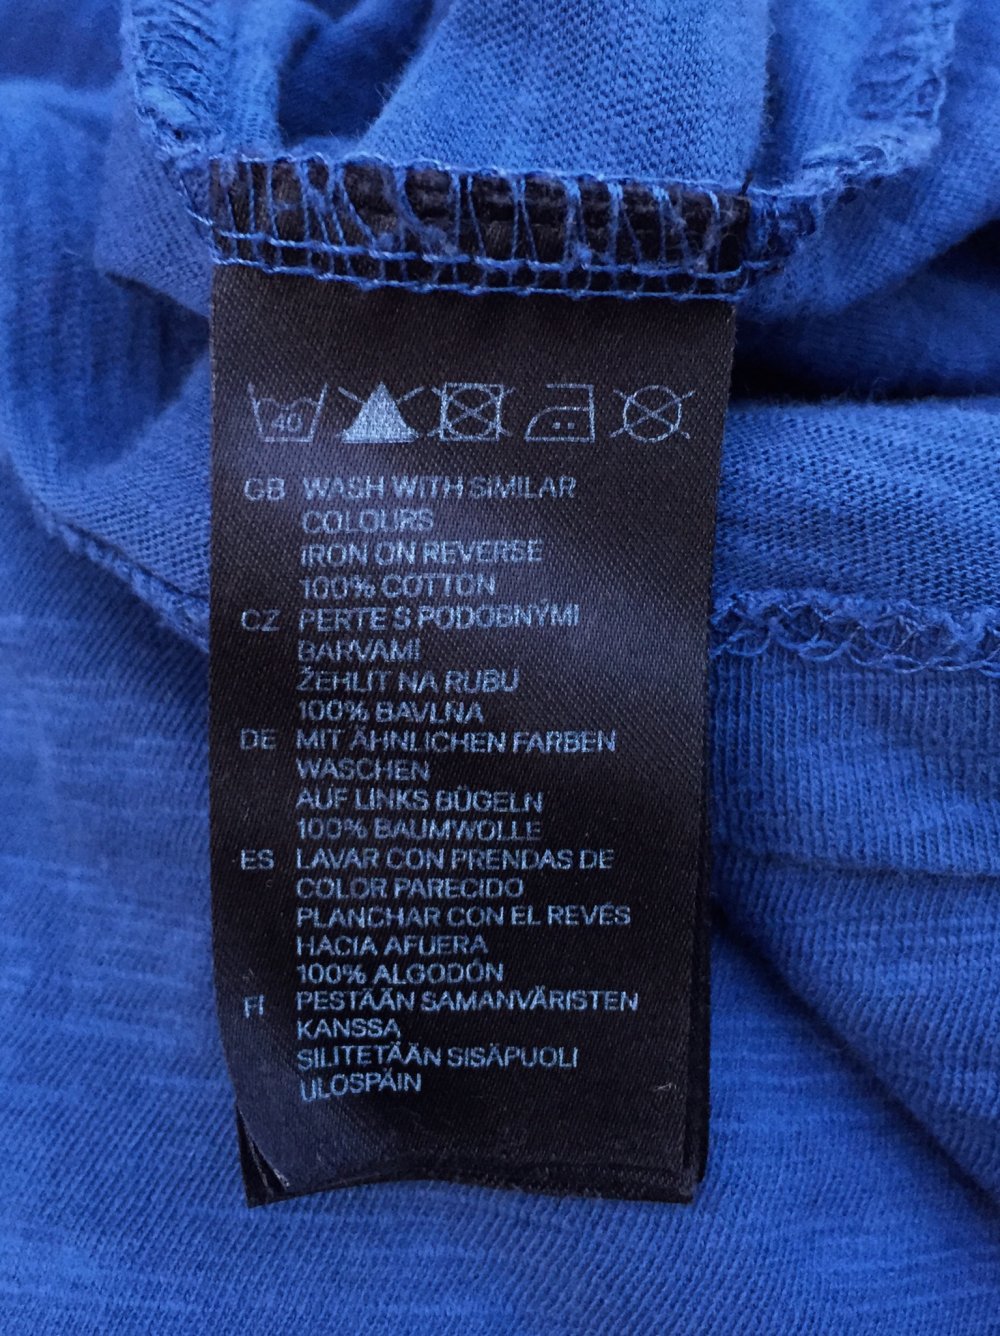 40
GB WASH WITH SIMILAR
COLOURS
IRON ON REVERSE
100% COTTON
CZ PERTE S PODOBNÝMI
BARVAMI
ŽEHLIT NA RUBU
100% BAVLNA
DE MIT ÄHNLICHEN FARBEN
WASCHEN
AUF LINKS BÜGELN
100% BAUMWOLLE
ES LAVAR CON PRENDAS DE
COLOR PARECIDO
PLANCHAR CON EL REVÉS
HACIA AFUERA
100% ALGODÓN
FI PESTÄÄN SAMANVÄRISTEN
KANSSA
SILITETÄÄN SISÄPUOLI
ULOSPÄIN